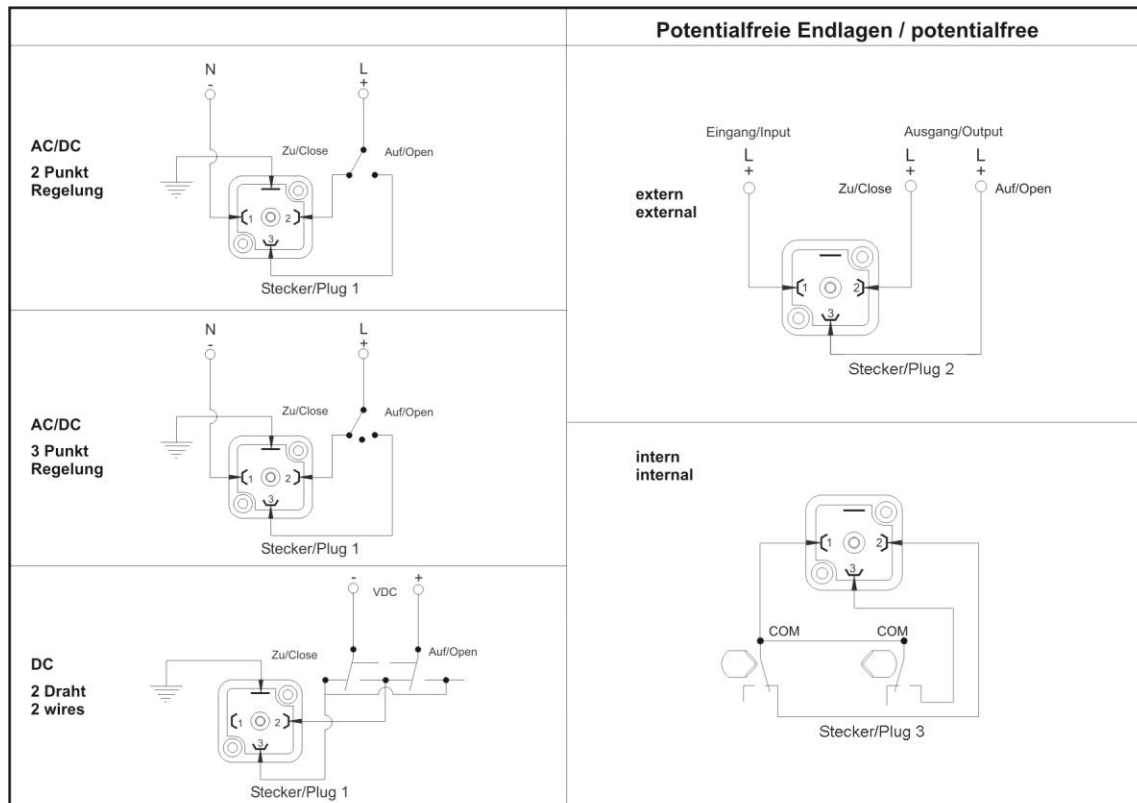 Potentialfreie Endlagen / potentialfree
N
-
L
+
AC/DC
2 Punkt
Regelung
Zu/Close
Auf/Open
1
2
3
Stecker/Plug 1
N
-
L
+
AC/DC
3 Punkt
Regelung
Zu/Close
Auf/Open
1
2
3
Stecker/Plug 1
-
+
VDC
DC
2 Draht
2 wires
Zu/Close
Auf/Open
1
2
3
Stecker/Plug 1
Eingang/Input
Ausgang/Output
L
+
L
+
L
+
extern
external
Zu/Close
Auf/Open
1
2
3
Stecker/Plug 2
intern
internal
1
2
3
COM
COM
Stecker/Plug 3